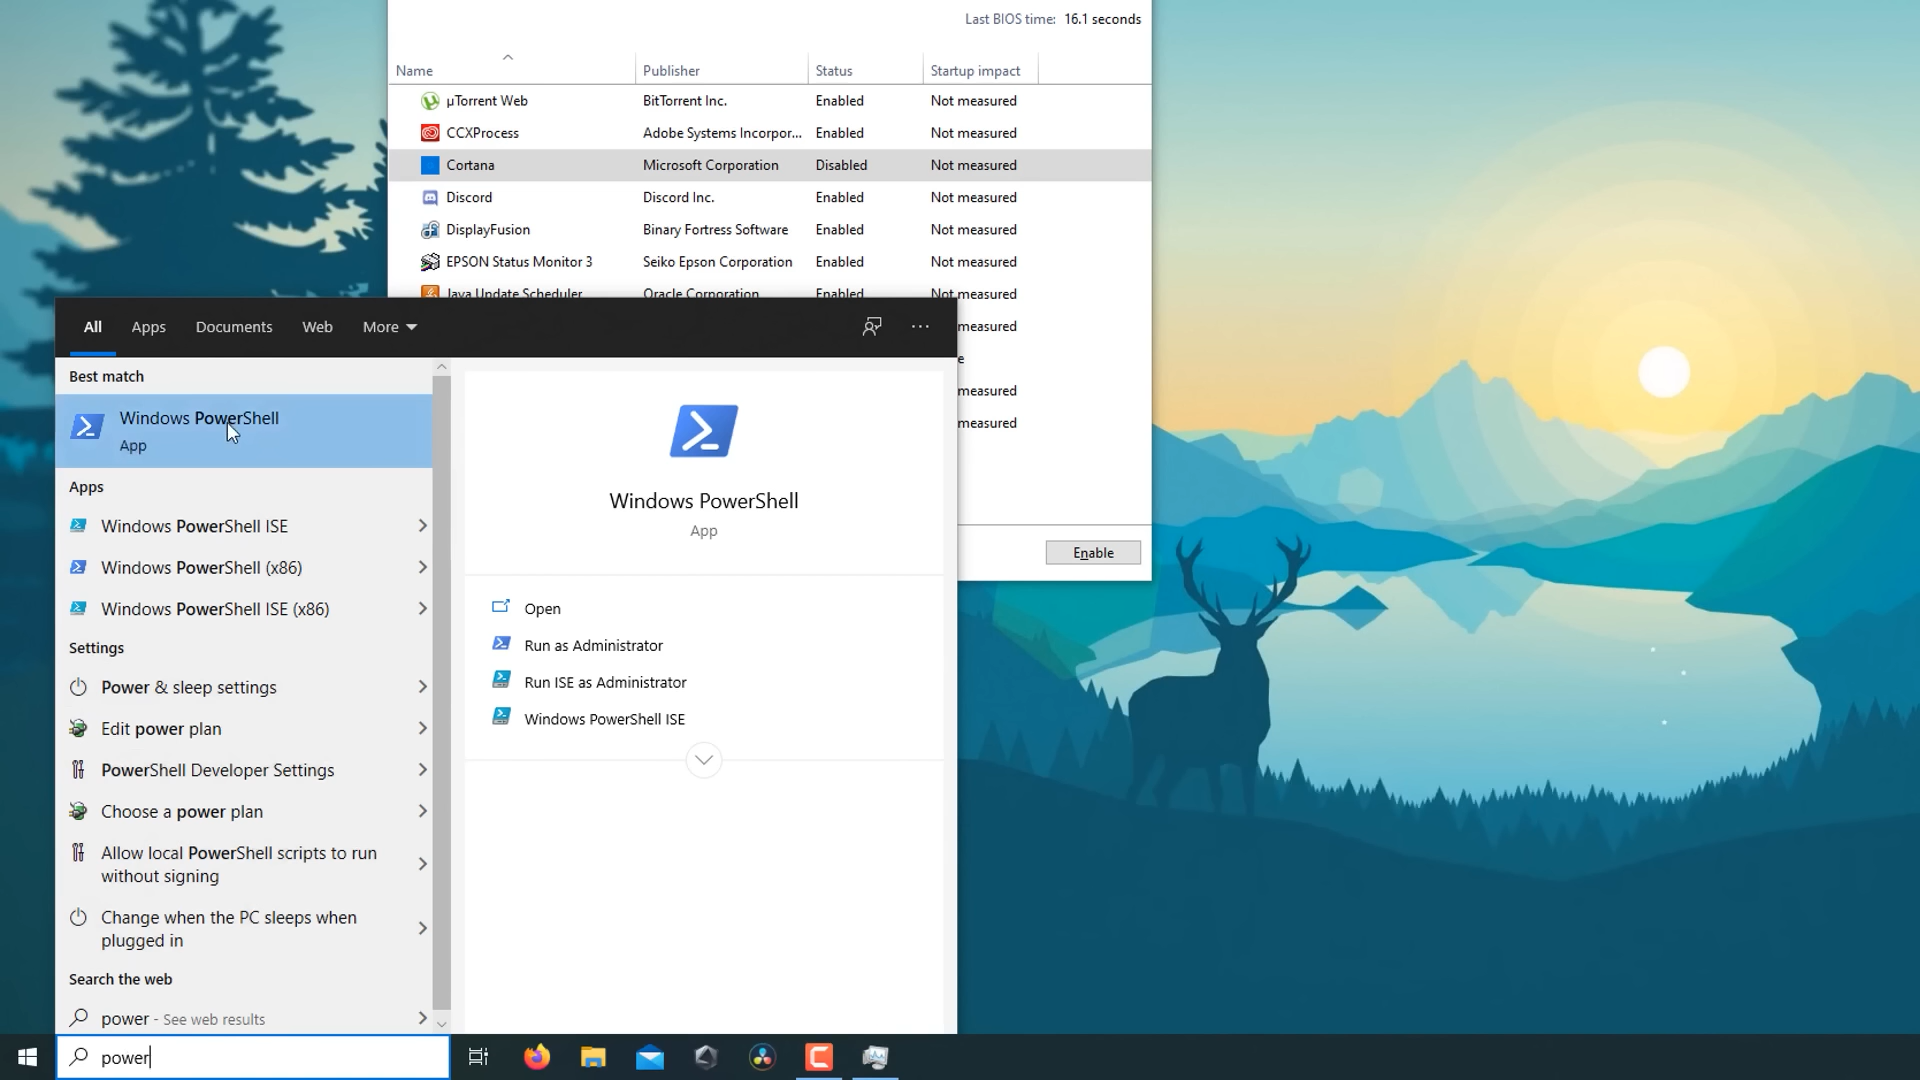 Last BIOS time: 16.1 seconds
Name Publisher Status Startup impact
µTorrent Web BitTorrent Inc. Enabled Not measured
CCXProcess Adobe Systems Incorpor... Enabled Not measured
Cortana Microsoft Corporation Disabled Not measured
Discord Discord Inc. Enabled Not measured
DisplayFusion Binary Fortress Software Enabled Not measured
EPSON Status Monitor 3 Seiko Epson Corporation Enabled Not measured
Java Update Scheduler Oracle Corporation Enabled Not measured
measured
e
measured
measured
Enable
All Apps Documents Web More
Best match
Windows PowerShell
App
Apps
Windows PowerShell ISE
Windows PowerShell (x86)
Windows PowerShell ISE (x86)
Settings
Power & sleep settings
Edit power plan
PowerShell Developer Settings
Choose a power plan
Allow local PowerShell scripts to run
without signing
Change when the PC sleeps when
plugged in
Search the web
power - See web results
Windows PowerShell
App
Open
Run as Administrator
Run ISE as Administrator
Windows PowerShell ISE
power